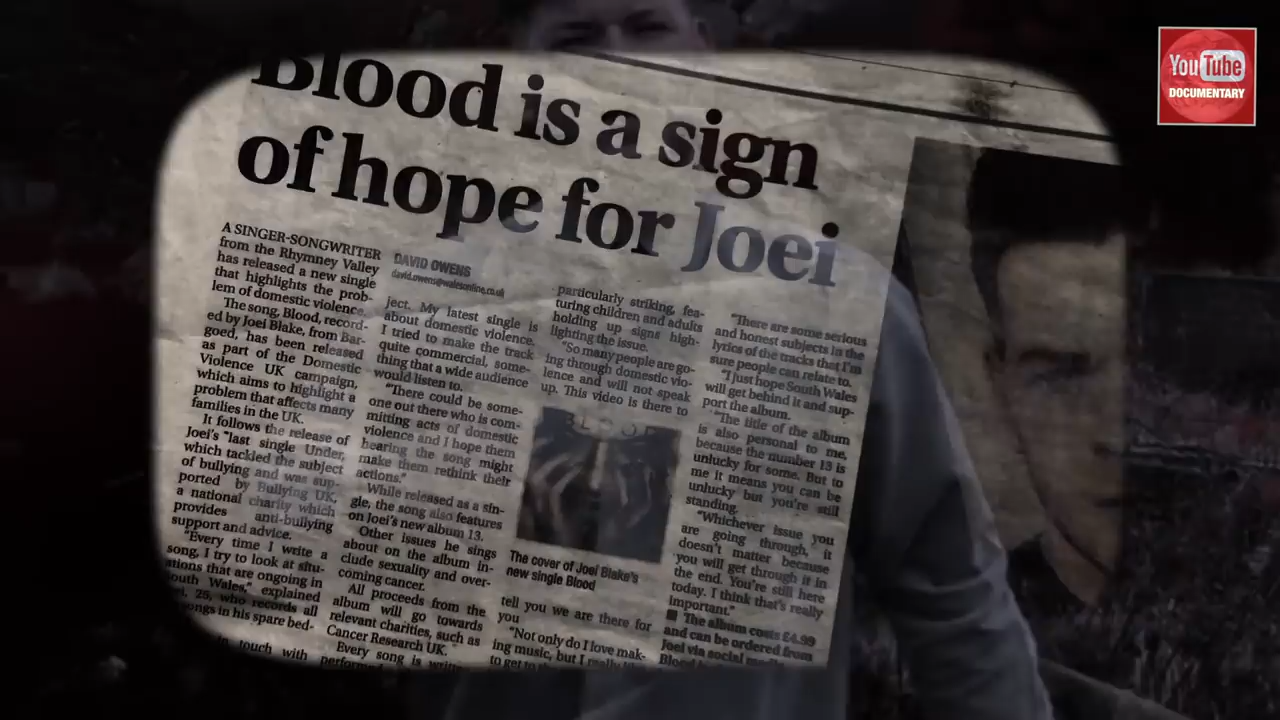 Blood is a sign
of hope for Joei
A SINGER-SONGWRITER
from the Rhymney Valley
has released a new single
that highlights the prob-
lem of domestic violence.
The song, Blood, record-
ed by Joei Blake, from Bar-
goed, has been released
as part of the Domestic
Violence UK campaign,
which aims to highlight a
problem that affects many
families in the UK.
It follows the release of
Joei's "last single Under,
which tackled the subject
of bullying and was sup-
ported by Bullying UK,
a national charity which
provides anti-bullying
support and advice.
"Every time I write a
song, I try to look at situ-
ations that are ongoing in
South Wales," explained
25, who records all
songs in his spare bed-
touch with
DAVID OWENS
david.owens@walesonline.co.uk
ject. My latest single is
about domestic violence.
I tried to make the track
quite commercial, some-
thing that a wide audience
would listen to.
"There could be some-
one out there who is com-
mitting acts of domestic
violence and I hope them
hearing the song might
make them rethink their
actions."
While released as a sin-
gle, the song also features
on Joei's new album 13.
Other issues he sings
about on the album in-
clude sexuality and over-
coming cancer.
All proceeds from the
album will go towards
relevant charities, such as
Cancer Research UK.
Every song is
particularly striking, fea-
turing children and adults
holding up signs high-
lighting the issue.
"So many people are go-
ing through domestic vio-
lence and will not speak
up. This video is there to
BLOOD
The cover of Joei Blake's
new single Blood
tell you we are there for
you
"Not only do I love mak-
ing music, but I really
to get to
"There are some serious
and honest subjects in the
lyrics of the tracks that I'm
sure people can relate to.
"I just hope South Wales
will get behind it and sup-
port the album.
"The title of the album
is also personal to me,
because the number 13 is
unlucky for some. But to
me it means you can be
unlucky but you're still
standing.
"Whichever issue you
are going through, it
doesn't matter because
you will get through it in
the end. You're still here
today. I think that's really
important."
■ The album costs £4.99
and can be ordered from
Joei via social media
YouTube
DOCUMENTARY